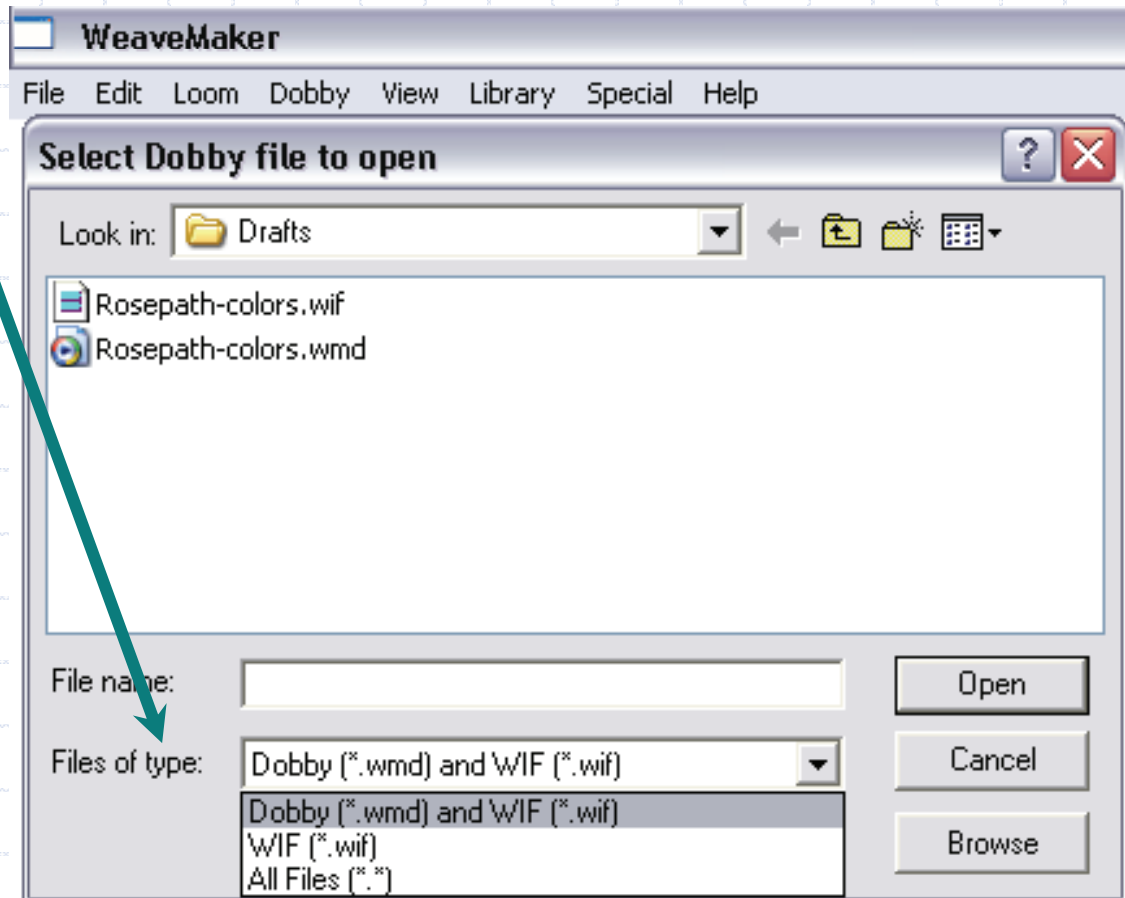 WeaveMaker
File Edit Loom Dobby View Library Special Help
Select Dobby file to open
Look in: Drafts
Rosepath-colors.wif
Rosepath-colors.wmd
File name: Open
Files of type: Dobby (*.wmd) and WIF (*.wif) Cancel
Dobby (*.wmd) and WIF (*.wif)
WIF (*.wif) Browse
All Files (*.*)